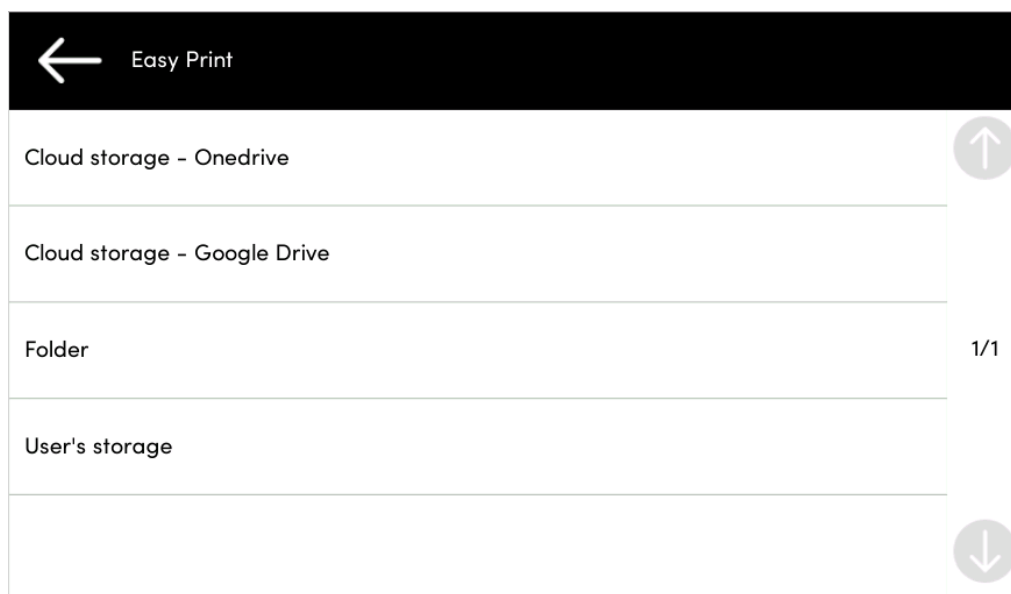 Easy Print
Cloud storage - Onedrive
Cloud storage - Google Drive
Folder
1/1
User's storage